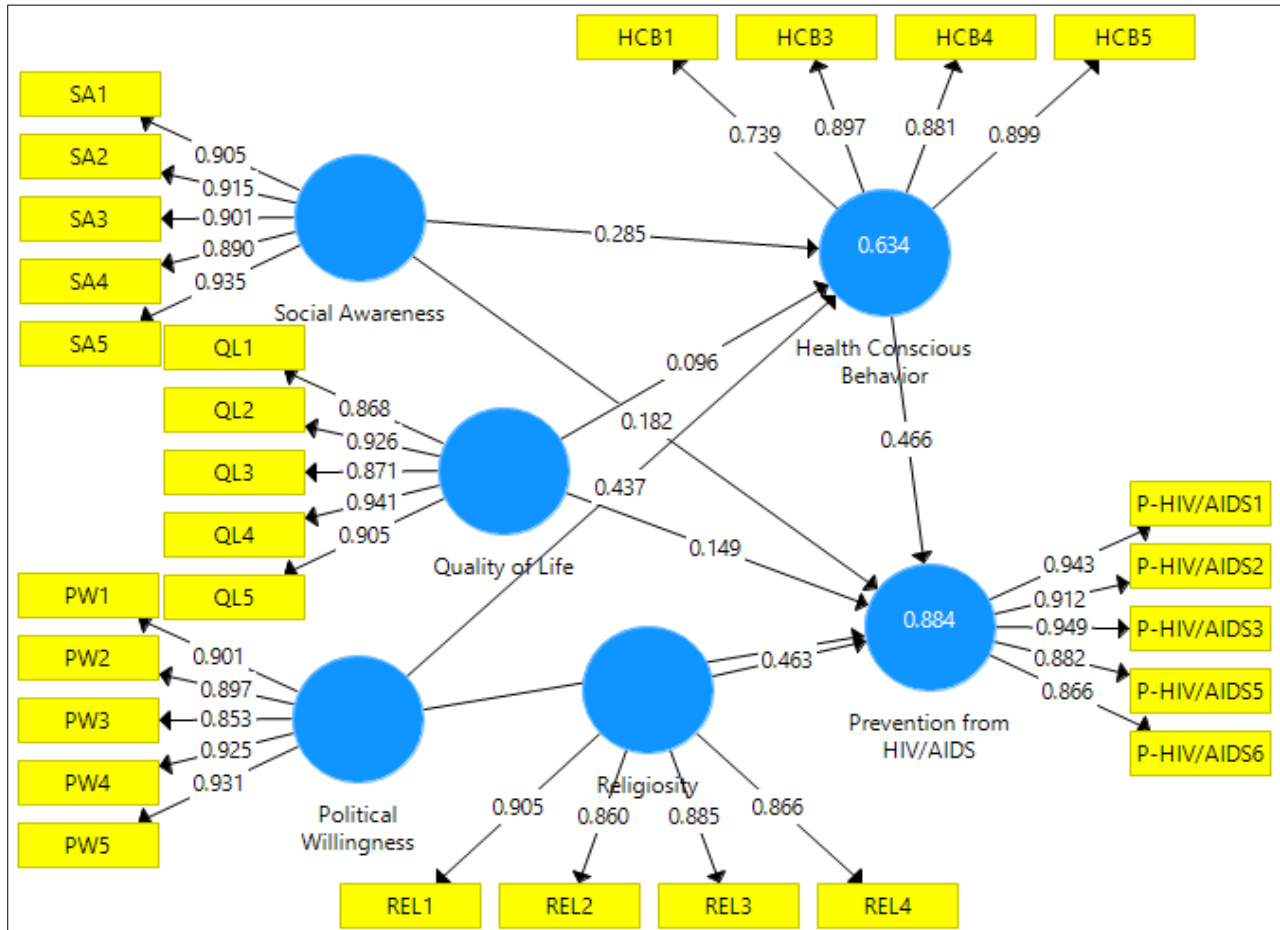 HCB1
HCB3
HCB4
HCB5
SA1
SA2
SA3
SA4
SA5
0.905
0.915
0.901
0.890
0.935
Social Awareness
0.739
0.897
0.881
0.899
0.634
Health Conscious
Behavior
0.285
0.096
0.182
0.437
0.466
0.149
0.463
QL1
QL2
QL3
QL4
QL5
0.868
0.926
0.871
0.941
0.905
Quality of Life
PW1
PW2
PW3
PW4
PW5
0.901
0.897
0.853
0.925
0.931
Political
Willingness
Religiosity
0.905
0.860
0.885
0.866
REL1
REL2
REL3
REL4
0.884
Prevention from
HIV/AIDS
0.943
0.912
0.949
0.882
0.866
P-HIV/AIDS1
P-HIV/AIDS2
P-HIV/AIDS3
P-HIV/AIDS5
P-HIV/AIDS6